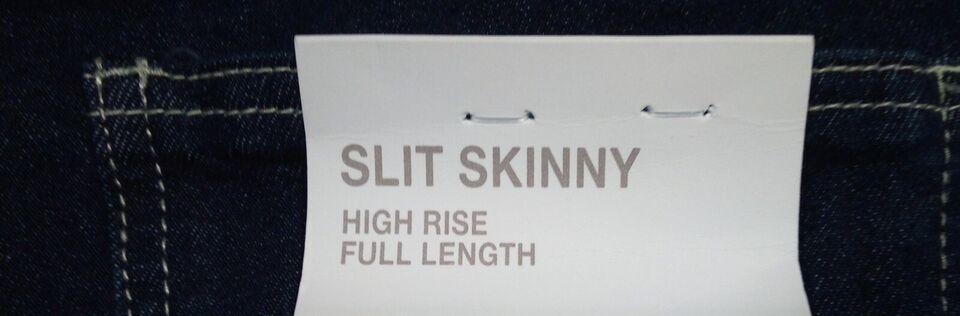 SLIT SKINNY
HIGH RISE
FULL LENGTH